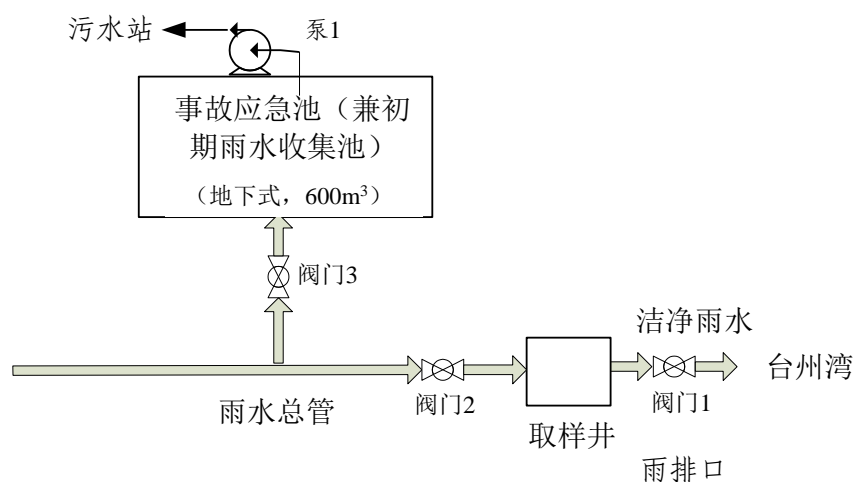 污水站
泵1
事故应急池（兼初
期雨水收集池）
（地下式，600m³）
阀门3
洁净雨水
台州湾
阀门2
阀门1
雨水总管
取样井
雨排口